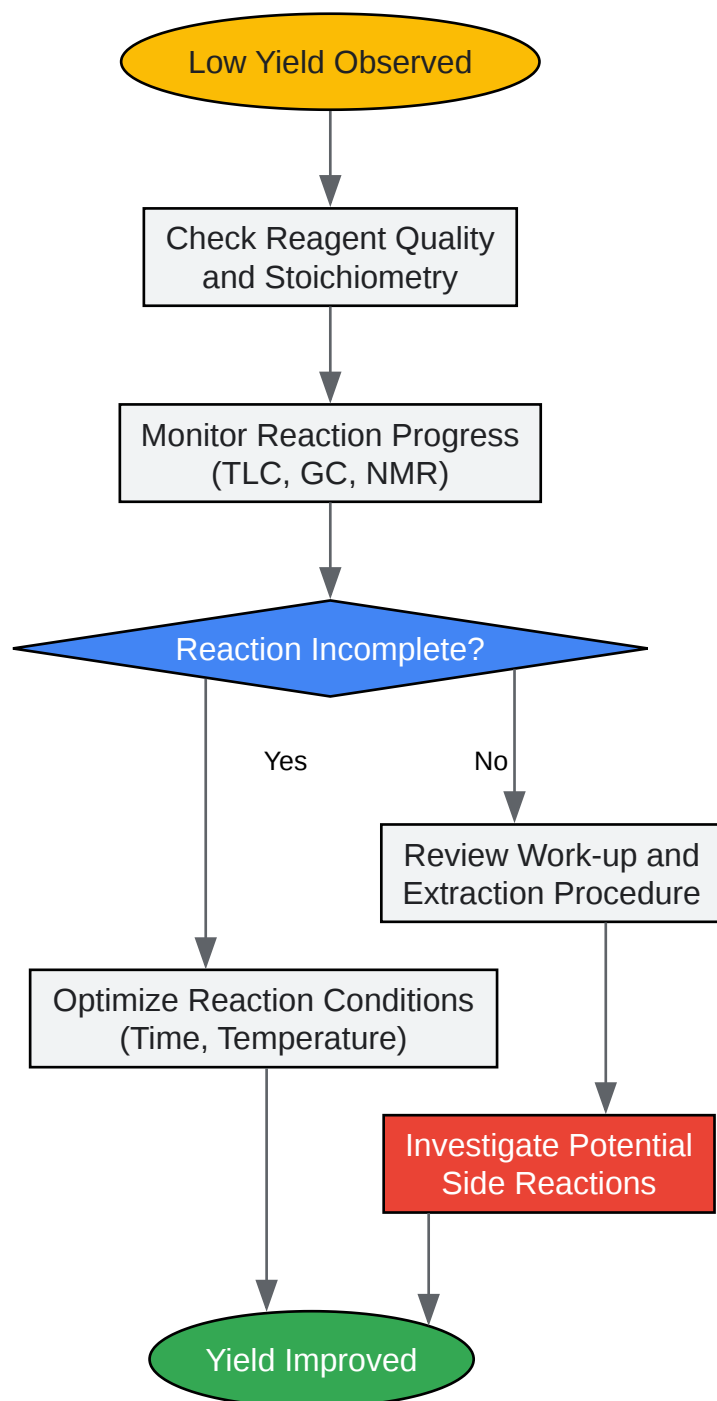 Low Yield Observed
Check Reagent Quality
and Stoichiometry
Monitor Reaction Progress
(TLC, GC, NMR)
Reaction Incomplete?
Yes
No
Review Work-up and
Extraction Procedure
Optimize Reaction Conditions
(Time, Temperature)
Investigate Potential
Side Reactions
Yield Improved